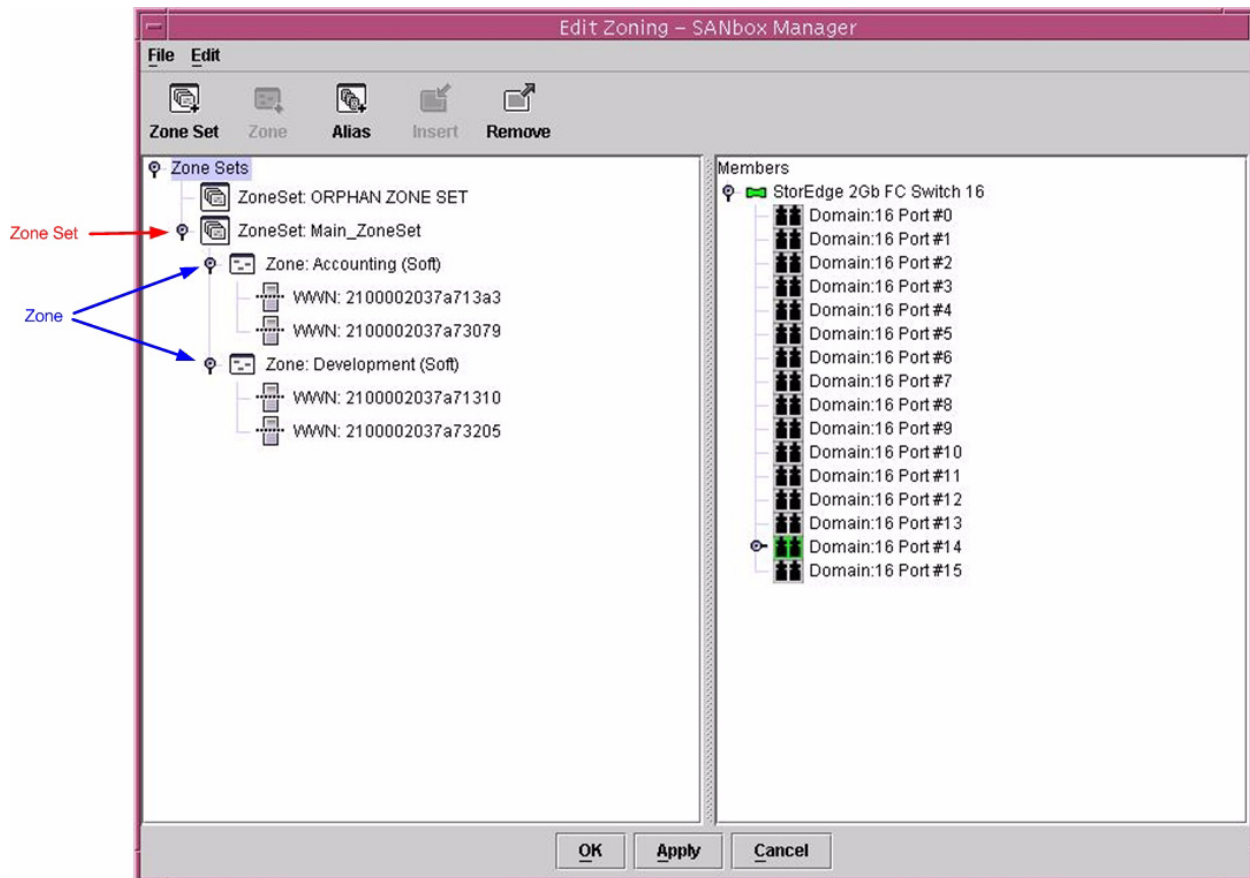 Edit Zoning – SANbox Manager
File Edit
Zone Set Zone Alias Insert Remove
Zone Sets
ZoneSet: ORPHAN ZONE SET
Zone Set
ZoneSet: Main_ZoneSet
Zone: Accounting (Soft)
WWN: 2100002037a713a3
Zone
WWN: 2100002037a73079
Zone: Development (Soft)
WWN: 2100002037a71310
WWN: 2100002037a73205
Members
StorEdge 2Gb FC Switch 16
Domain:16 Port #0
Domain:16 Port #1
Domain:16 Port #2
Domain:16 Port #3
Domain:16 Port #4
Domain:16 Port #5
Domain:16 Port #6
Domain:16 Port #7
Domain:16 Port #8
Domain:16 Port #9
Domain:16 Port #10
Domain:16 Port #11
Domain:16 Port #12
Domain:16 Port #13
Domain:16 Port #14
Domain:16 Port #15
OK Apply Cancel